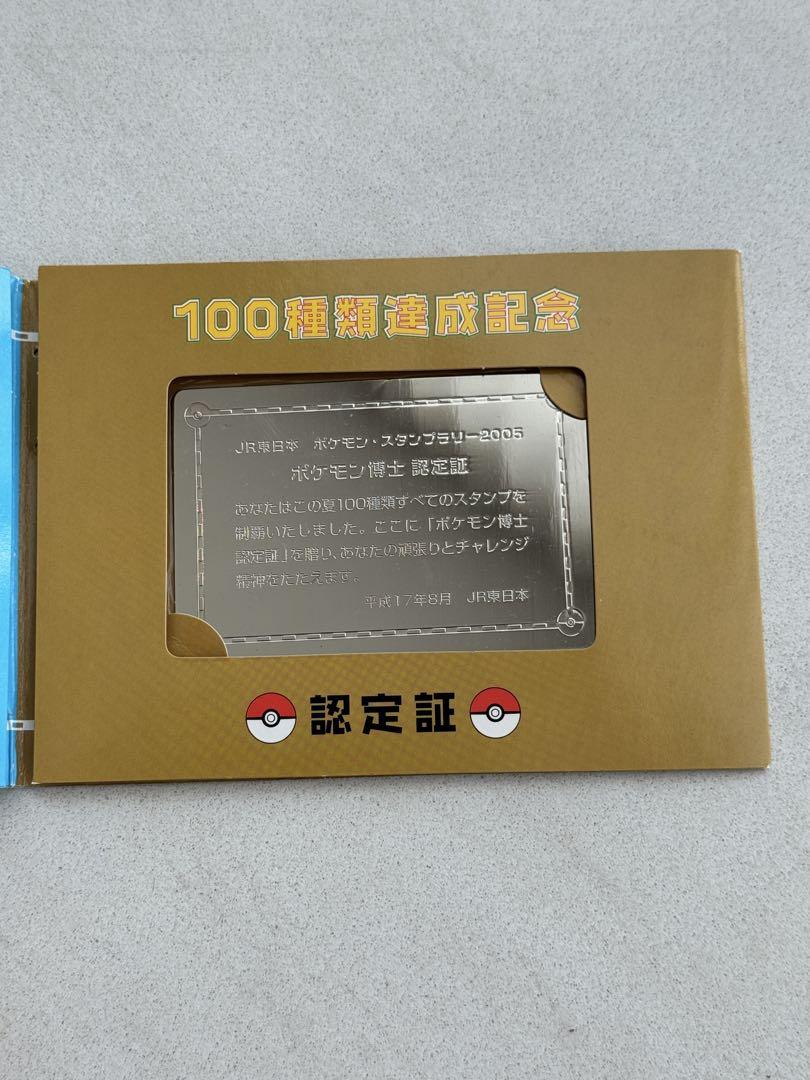 100種類達成記念
JR東日本 ポケモン・スタンプラリー2005
ポケモン博士 認定証
あなたはこの夏100種類すべてのスタンプを
制覇いたしました。ここに「ポケモン博士
認定証」を贈り、あなたの頑張りとチャレンジ
精神をたたえます。
平成17年8月 JR東日本
認定証